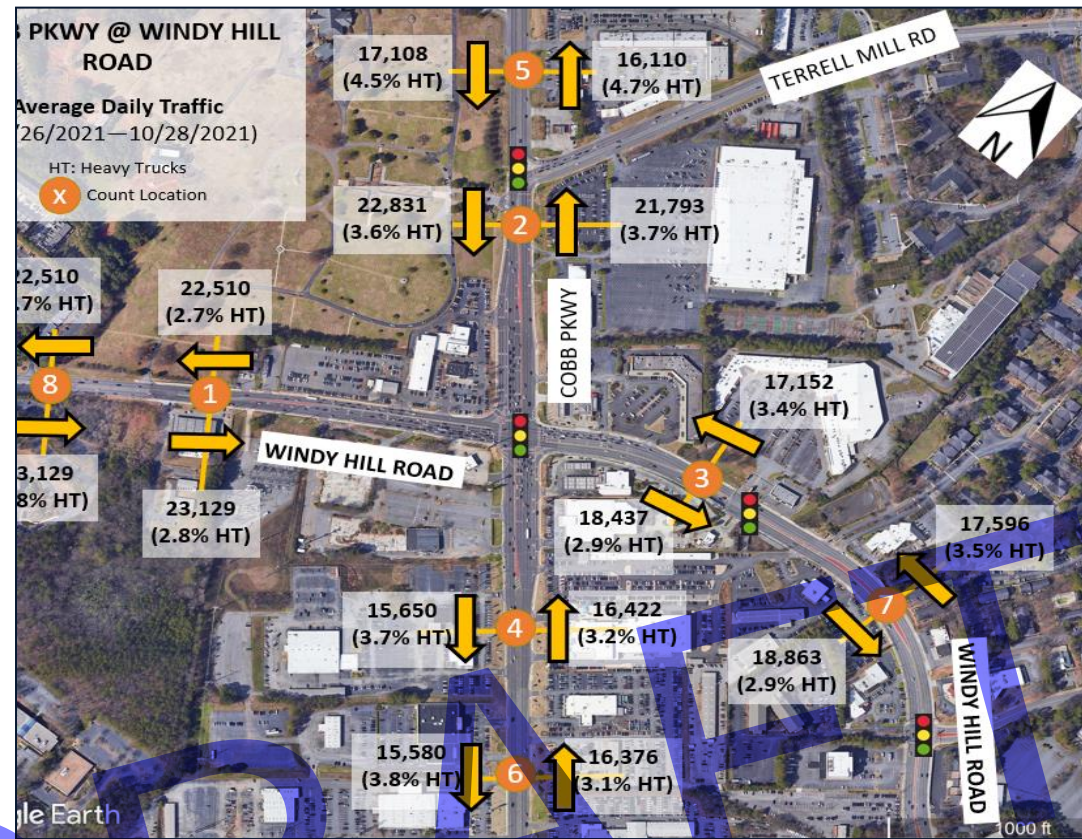 PKWY @ WINDY HILL
ROAD
Average Daily Traffic
/26/2021—10/28/2021)
HT: Heavy Trucks
X Count Location
17,108
(4.5% HT)
5
16,110
(4.7% HT)
TERRELL MILL RD
N
22,831
(3.6% HT)
2
21,793
(3.7% HT)
22,510
.7% HT)
22,510
(2.7% HT)
COBB PKWY
8
1
17,152
(3.4% HT)
WINDY HILL ROAD
3
3,129
8% HT)
23,129
(2.8% HT)
18,437
(2.9% HT)
17,596
(3.5% HT)
7
15,650
(3.7% HT)
4
16,422
(3.2% HT)
18,863
(2.9% HT)
WINDY HILL ROAD
15,580
(3.8% HT)
6
16,376
(3.1% HT)
gle Earth
1000 ft
DRAFT